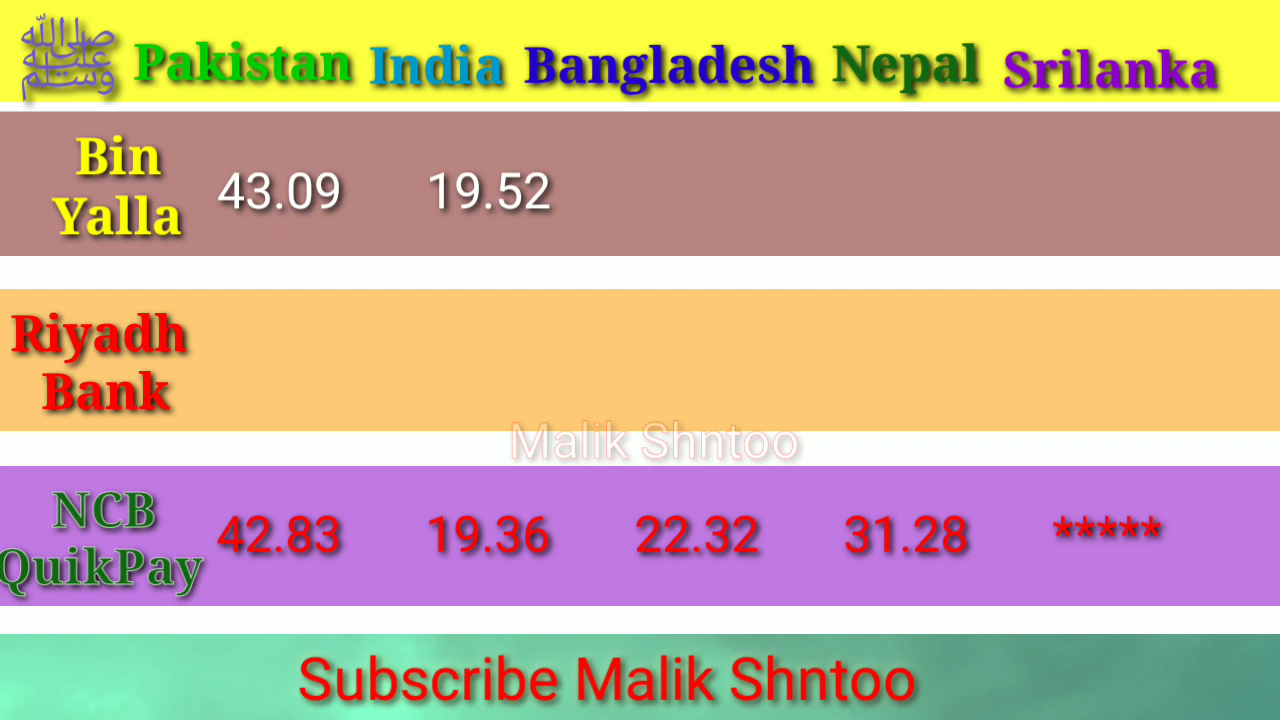 صلى الله
عليه
وسلم
Pakistan India Bangladesh Nepal Srilanka
Bin
Yalla
43.09 19.52
Riyadh
Bank
Malik Shntoo
NCB
QuikPay
42.83 19.36 22.32 31.28 *****
Subscribe Malik Shntoo